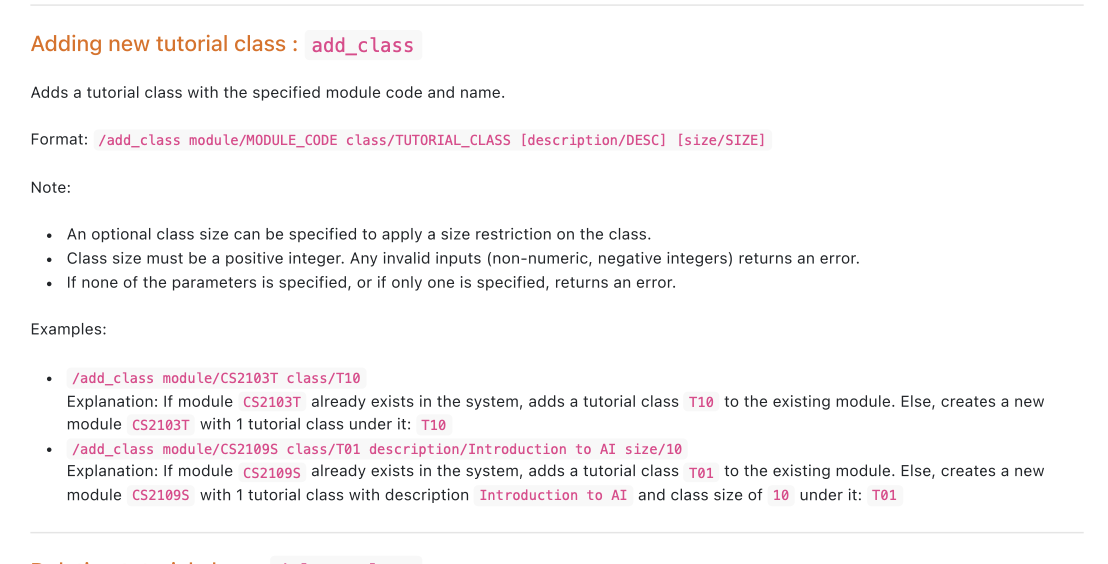 Adding new tutorial class : add_class
Adds a tutorial class with the specified module code and name.
Format: /add_class module/MODULE_CODE class/TUTORIAL_CLASS [description/DESC] [size/SIZE]
Note:
• An optional class size can be specified to apply a size restriction on the class.
• Class size must be a positive integer. Any invalid inputs (non-numeric, negative integers) returns an error.
• If none of the parameters is specified, or if only one is specified, returns an error.
Examples:
• /add_class module/CS2103T class/T10
Explanation: If module CS2103T already exists in the system, adds a tutorial class T10 to the existing module. Else, creates a new
module CS2103T with 1 tutorial class under it: T10
• /add_class module/CS2109S class/T01 description/Introduction to AI size/10
Explanation: If module CS2109S already exists in the system, adds a tutorial class T01 to the existing module. Else, creates a new
module CS2109S with 1 tutorial class with description Introduction to AI and class size of 10 under it: T01